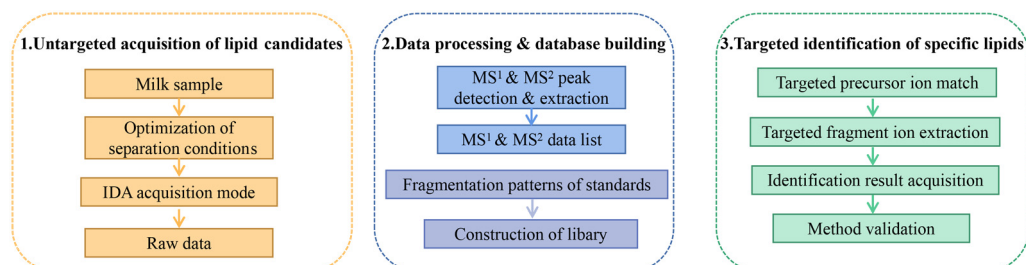 1.Untargeted acquisition of lipid candidates
Milk sample
Optimization of
separation conditions
IDA acquisition mode
Raw data
2.Data processing & database building
MS¹ & MS² peak
detection & extraction
MS¹ & MS² data list
Fragmentation patterns of standards
Construction of libary
3.Targeted identification of specific lipids
Targeted precursor ion match
Targeted fragment ion extraction
Identification result acquisition
Method validation